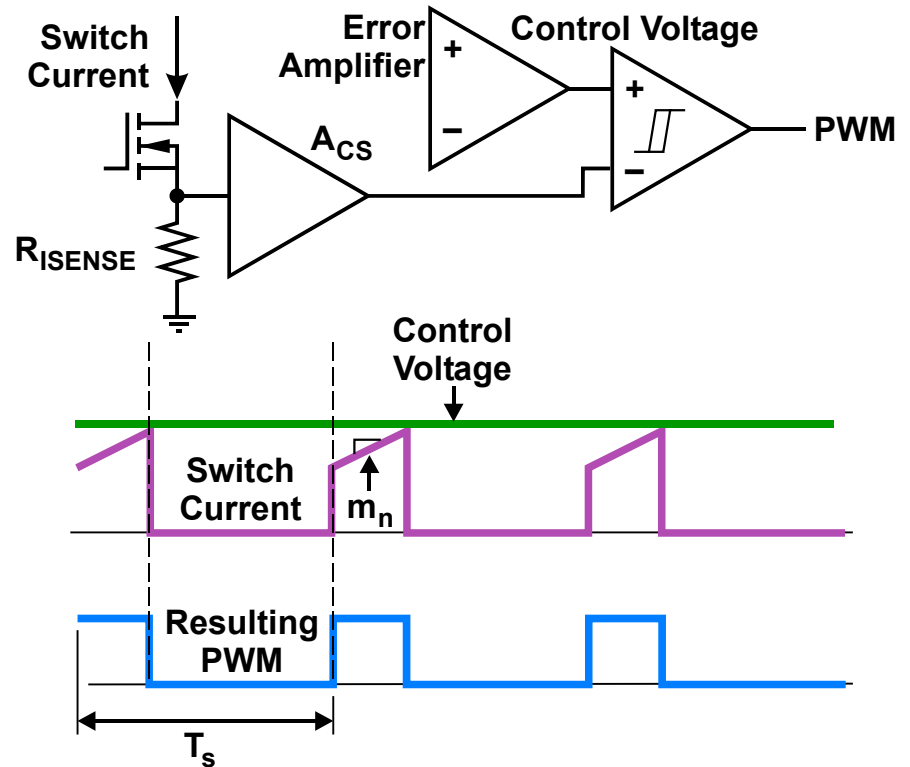 Switch
Current
Error
Amplifier
Control Voltage
+
−
A_CS
+
−
PWM
R_ISENSE
Control
Voltage
Switch
Current
m_n
Resulting
PWM
T_s